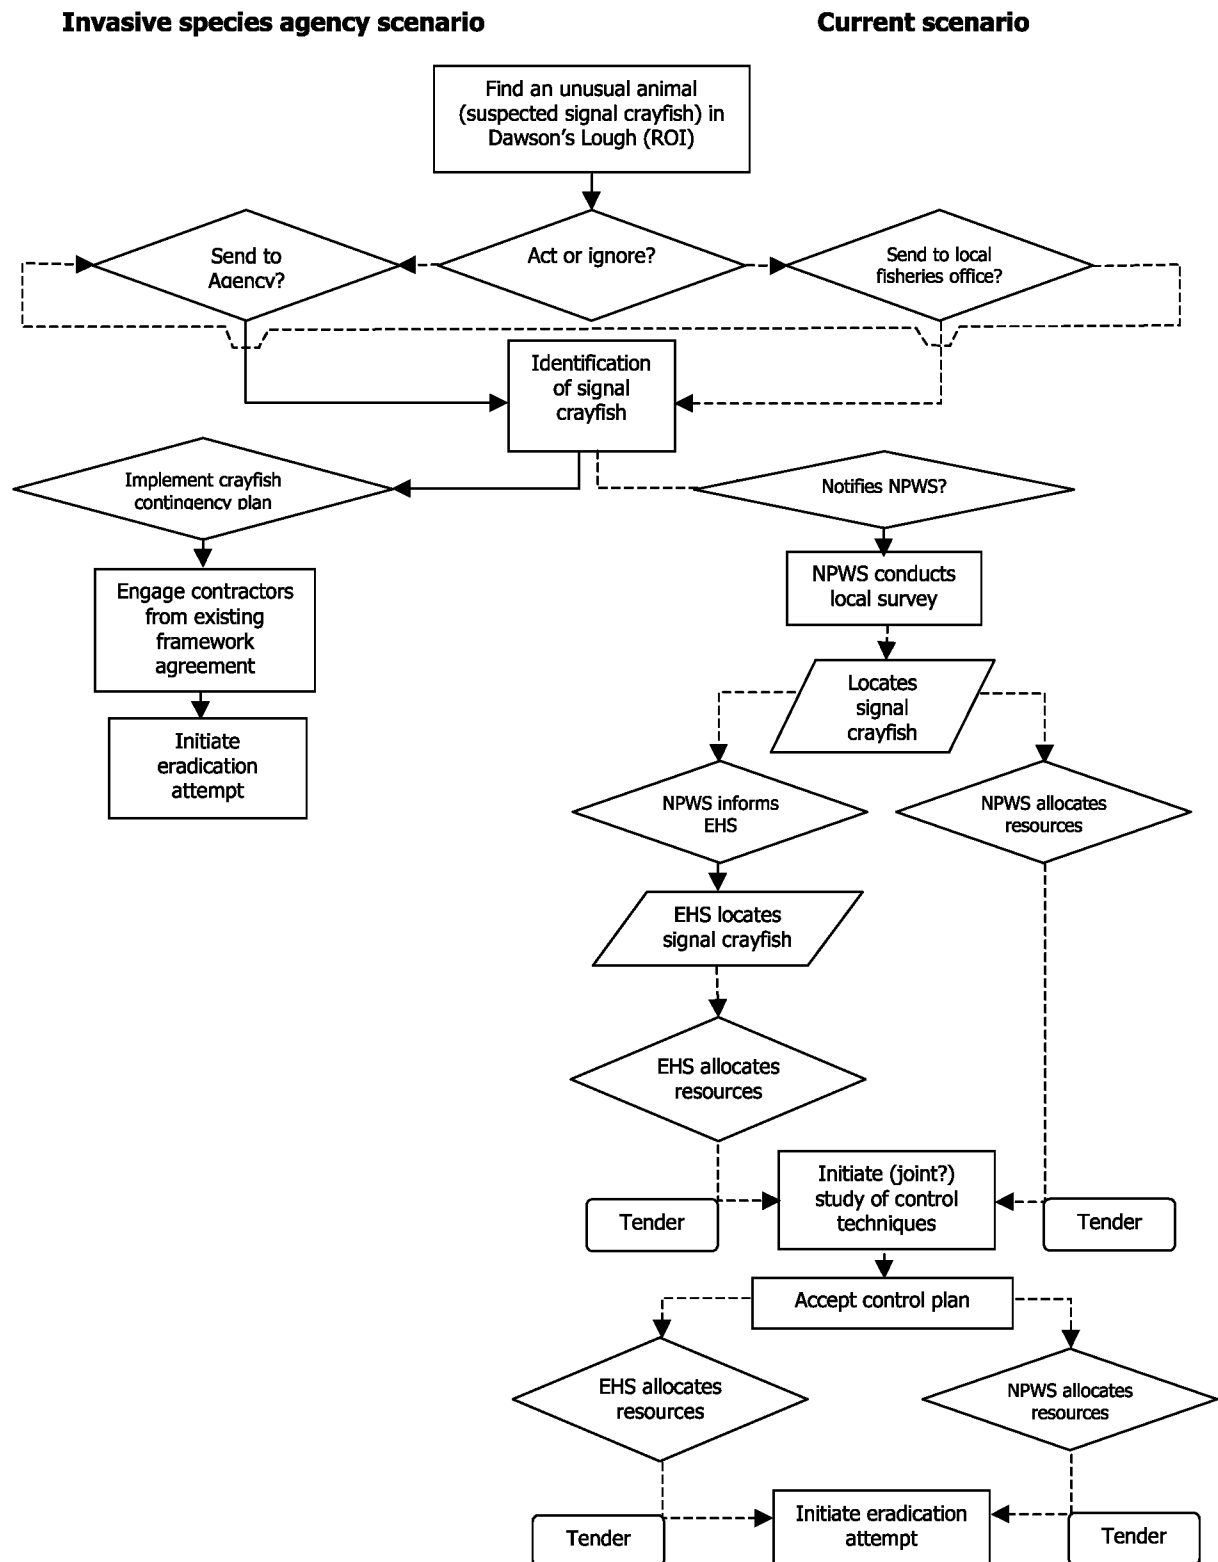 Invasive species agency scenario
Current scenario
Find an unusual animal
(suspected signal crayfish) in
Dawson's Lough (ROI)
Send to
Agency?
Act or ignore?
Send to local
fisheries office?
Identification
of signal
crayfish
Implement crayfish
contingency plan
Notifies NPWS?
Engage contractors
from existing
framework
agreement
NPWS conducts
local survey
Initiate
eradication
attempt
Locates
signal
crayfish
NPWS informs
EHS
NPWS allocates
resources
EHS locates
signal crayfish
EHS allocates
resources
Initiate (joint?)
study of control
techniques
Tender
Tender
Accept control plan
EHS allocates
resources
NPWS allocates
resources
Initiate eradication
attempt
Tender
Tender